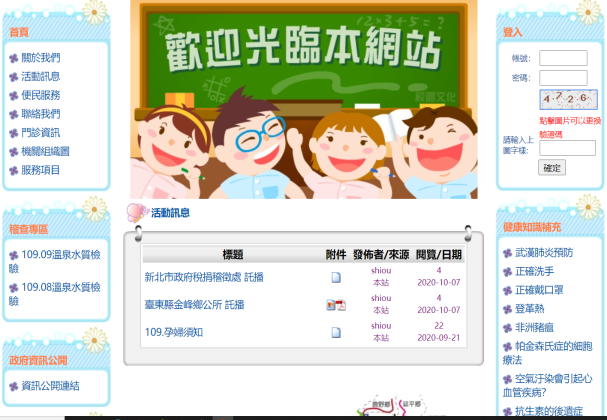 首頁
關於我們
活動訊息
便民服務
聯絡我們
門診資訊
機關組織圖
服務項目
稽查專區
109.09溫泉水質檢
驗
109.08溫泉水質檢
驗
政府資訊公開
資訊公開連結
12×3+5=?
歡迎光臨本網站
活動訊息
標題 附件 發佈者/來源 閱覽/日期
新北市政府稅捐稽徵處 託播 shiou 4
本站 2020-10-07
臺東縣金峰鄉公所 託播 shiou 4
本站 2020-10-07
109.孕婦須知 shiou 22
本站 2020-09-21
鹿野鄉 延平鄉
登入
帳號:
密碼:
4726
點擊圖片可以更換
驗證碼
請輸入上
圖字樣:
確定
健康知識補充
武漢肺炎預防
正確洗手
正確戴口罩
登革熱
非洲豬瘟
帕金森氏症的細胞
療法
空氣汙染會引起心
血管疾病?
抗生素的後遺症